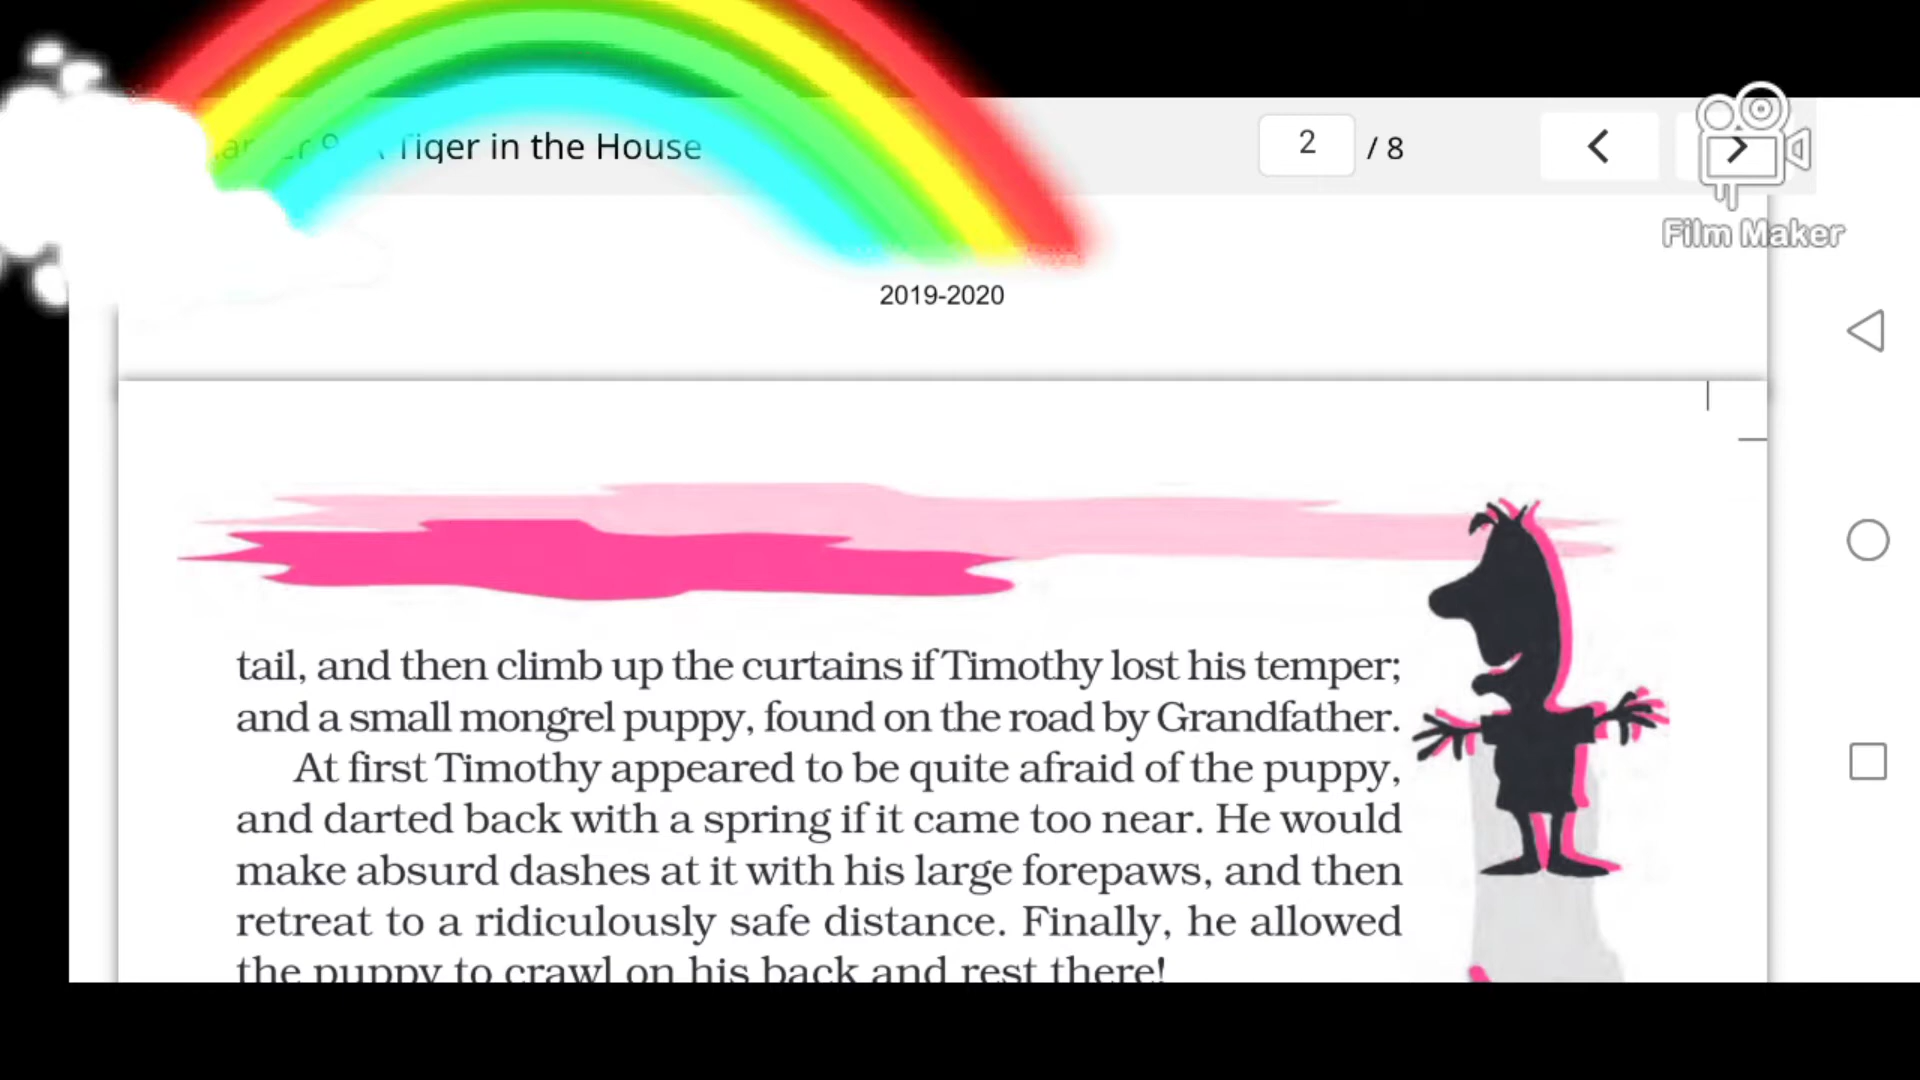 Tiger in the House
2 / 8
Film Maker
2019-2020
tail, and then climb up the curtains if Timothy lost his temper;
and a small mongrel puppy, found on the road by Grandfather.
At first Timothy appeared to be quite afraid of the puppy,
and darted back with a spring if it came too near. He would
make absurd dashes at it with his large forepaws, and then
retreat to a ridiculously safe distance. Finally, he allowed
the puppy to crawl on his back and rest there!